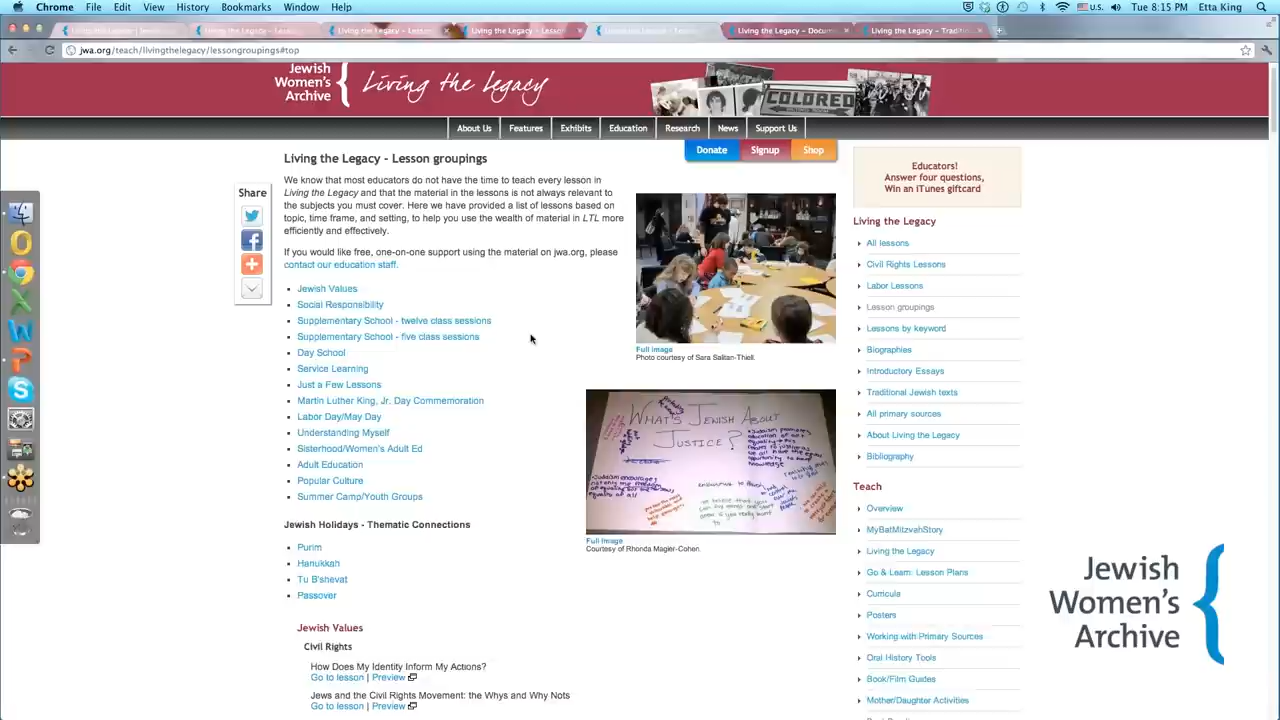 Chrome File Edit View History Bookmarks Window Help
U.S. Tue 8:15 PM Etta King
Living the Legacy - Lesson
Living the Legacy - Docum
Living the Legacy - Tradit
jwa.org/teach/livingthelegacy/lessongroupings#top
Jewish
Women's
Archive
Living the Legacy
COLORED
About Us Features Exhibits Education Research News Support Us
Donate Signup Shop
Share
Living the Legacy - Lesson groupings
We know that most educators do not have the time to teach every lesson in
Living the Legacy and that the material in the lessons is not always relevant to
the subjects you must cover. Here we have provided a list of lessons based on
topic, time frame, and setting, to help you use the wealth of material in LTL more
efficiently and effectively.
If you would like free, one-on-one support using the material on jwa.org, please
contact our education staff.
Jewish Values
Social Responsibility
Supplementary School - twelve class sessions
Supplementary School - five class sessions
Day School
Service Learning
Just a Few Lessons
Martin Luther King, Jr. Day Commemoration
Labor Day/May Day
Understanding Myself
Sisterhood/Women's Adult Ed
Adult Education
Popular Culture
Summer Camp/Youth Groups
Jewish Holidays - Thematic Connections
Purim
Hanukkah
Tu B'shevat
Passover
Jewish Values
Civil Rights
How Does My Identity Inform My Actions?
Go to lesson | Preview
Jews and the Civil Rights Movement: the Whys and Why Nots
Go to lesson | Preview
Full image
Photo courtesy of Sara Salitan-Thiell.
WHAT'S JEWISH ABOUT
JUSTICE?
Full image
Courtesy of Rhonda Magier-Cohen.
Educators!
Answer four questions,
Win an iTunes giftcard
Living the Legacy
All lessons
Civil Rights Lessons
Labor Lessons
Lesson groupings
Lessons by keyword
Biographies
Introductory Essays
Traditional Jewish texts
All primary sources
About Living the Legacy
Bibliography
Teach
Overview
MyBatMitzvahStory
Living the Legacy
Go & Learn: Lesson Plans
Curricula
Posters
Working with Primary Sources
Oral History Tools
Book/Film Guides
Mother/Daughter Activities
Jewish
Women's
Archive